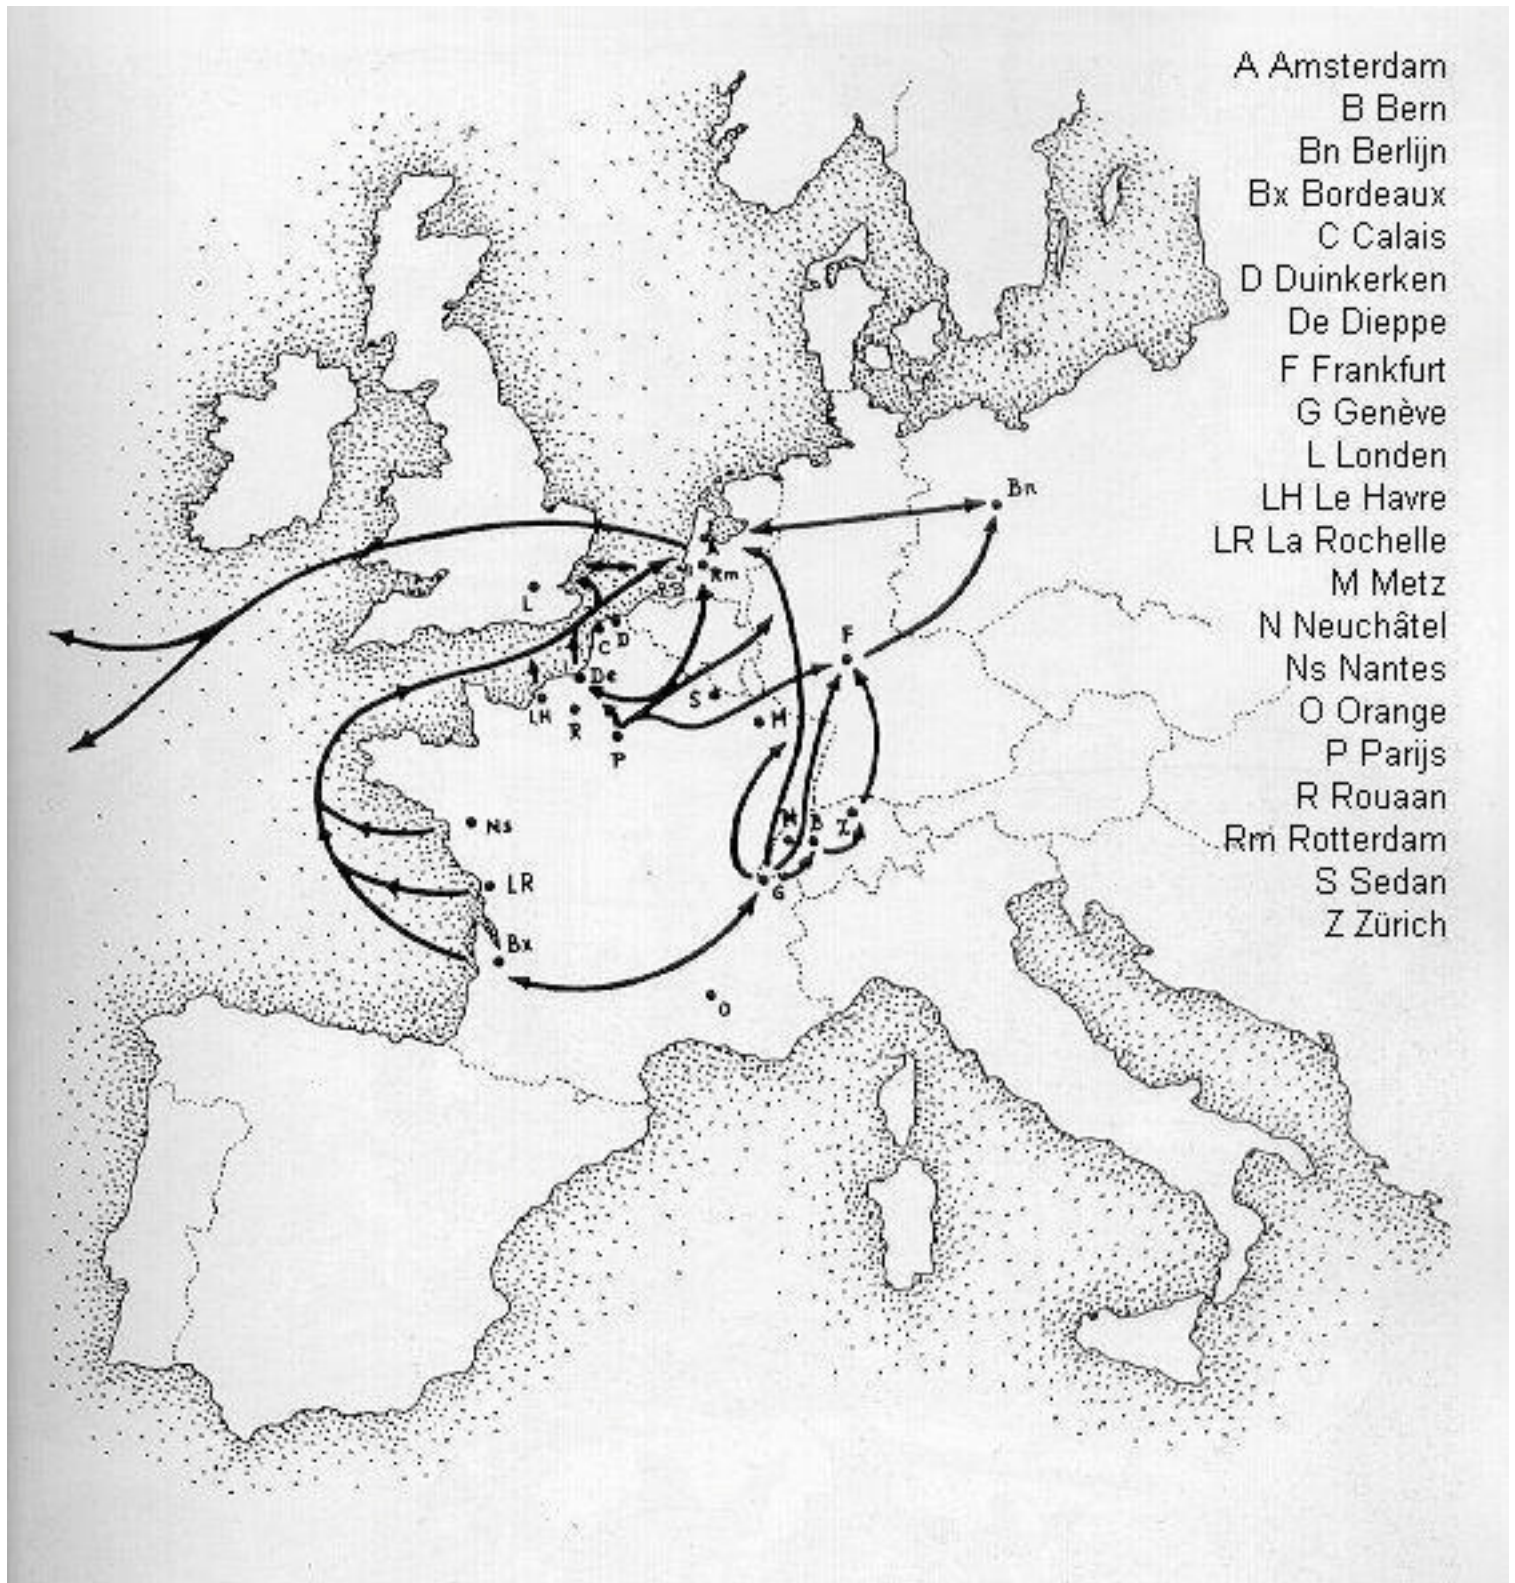 A Amsterdam
B Bern
Bn Berlijn
Bx Bordeaux
C Calais
D Duinkerken
De Dieppe
F Frankfurt
G Genève
L Londen
LH Le Havre
LR La Rochelle
M Metz
N Neuchâtel
Ns Nantes
O Orange
P Parijs
R Rouaan
Rm Rotterdam
S Sedan
Z Zürich
Bn
A
Rm
L
D
C
F
De
S
LH
R
M
P
N
B
Z
Ns
G
LR
Bx
O